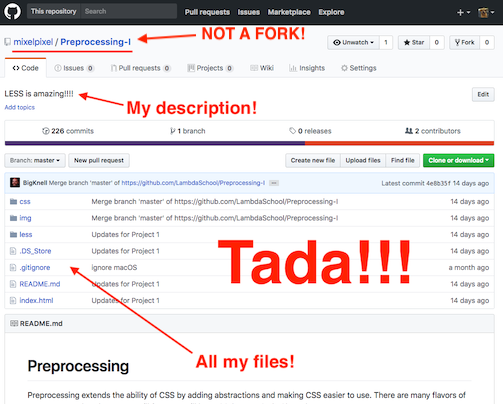 This repository Search Pull requests Issues Marketplace Explore
NOT A FORK!
mixelpixel / Preprocessing-I Unwatch 1 Star 0 Fork 0
Code Issues 0 Pull requests 0 Projects 0 Wiki Insights Settings
LESS is amazing!!!! Edit
Add topics
My description!
226 commits 1 branch 0 releases 2 contributors
Branch: master New pull request Create new file Upload files Find file Clone or download
BigKnell Merge branch 'master' of https://github.com/LambdaSchool/Preprocessing-I ... Latest commit 4e8b35f 14 days ago
css Merge branch 'master' of https://github.com/LambdaSchool/Preprocessing-I 14 days ago
img Merge branch 'master' of https://github.com/LambdaSchool/Preprocessing-I 14 days ago
less Updates for Project 1 14 days ago
.DS_Store Updates for Project 1 14 days ago
.gitignore ignore macOS a month ago
README.md Updates for Project 1 14 days ago
index.html Updates for Project 1 14 days ago
Tada!!!
README.md
All my files!
Preprocessing
Preprocessing extends the ability of CSS by adding abstractions and making CSS easier to use. There are many flavors of